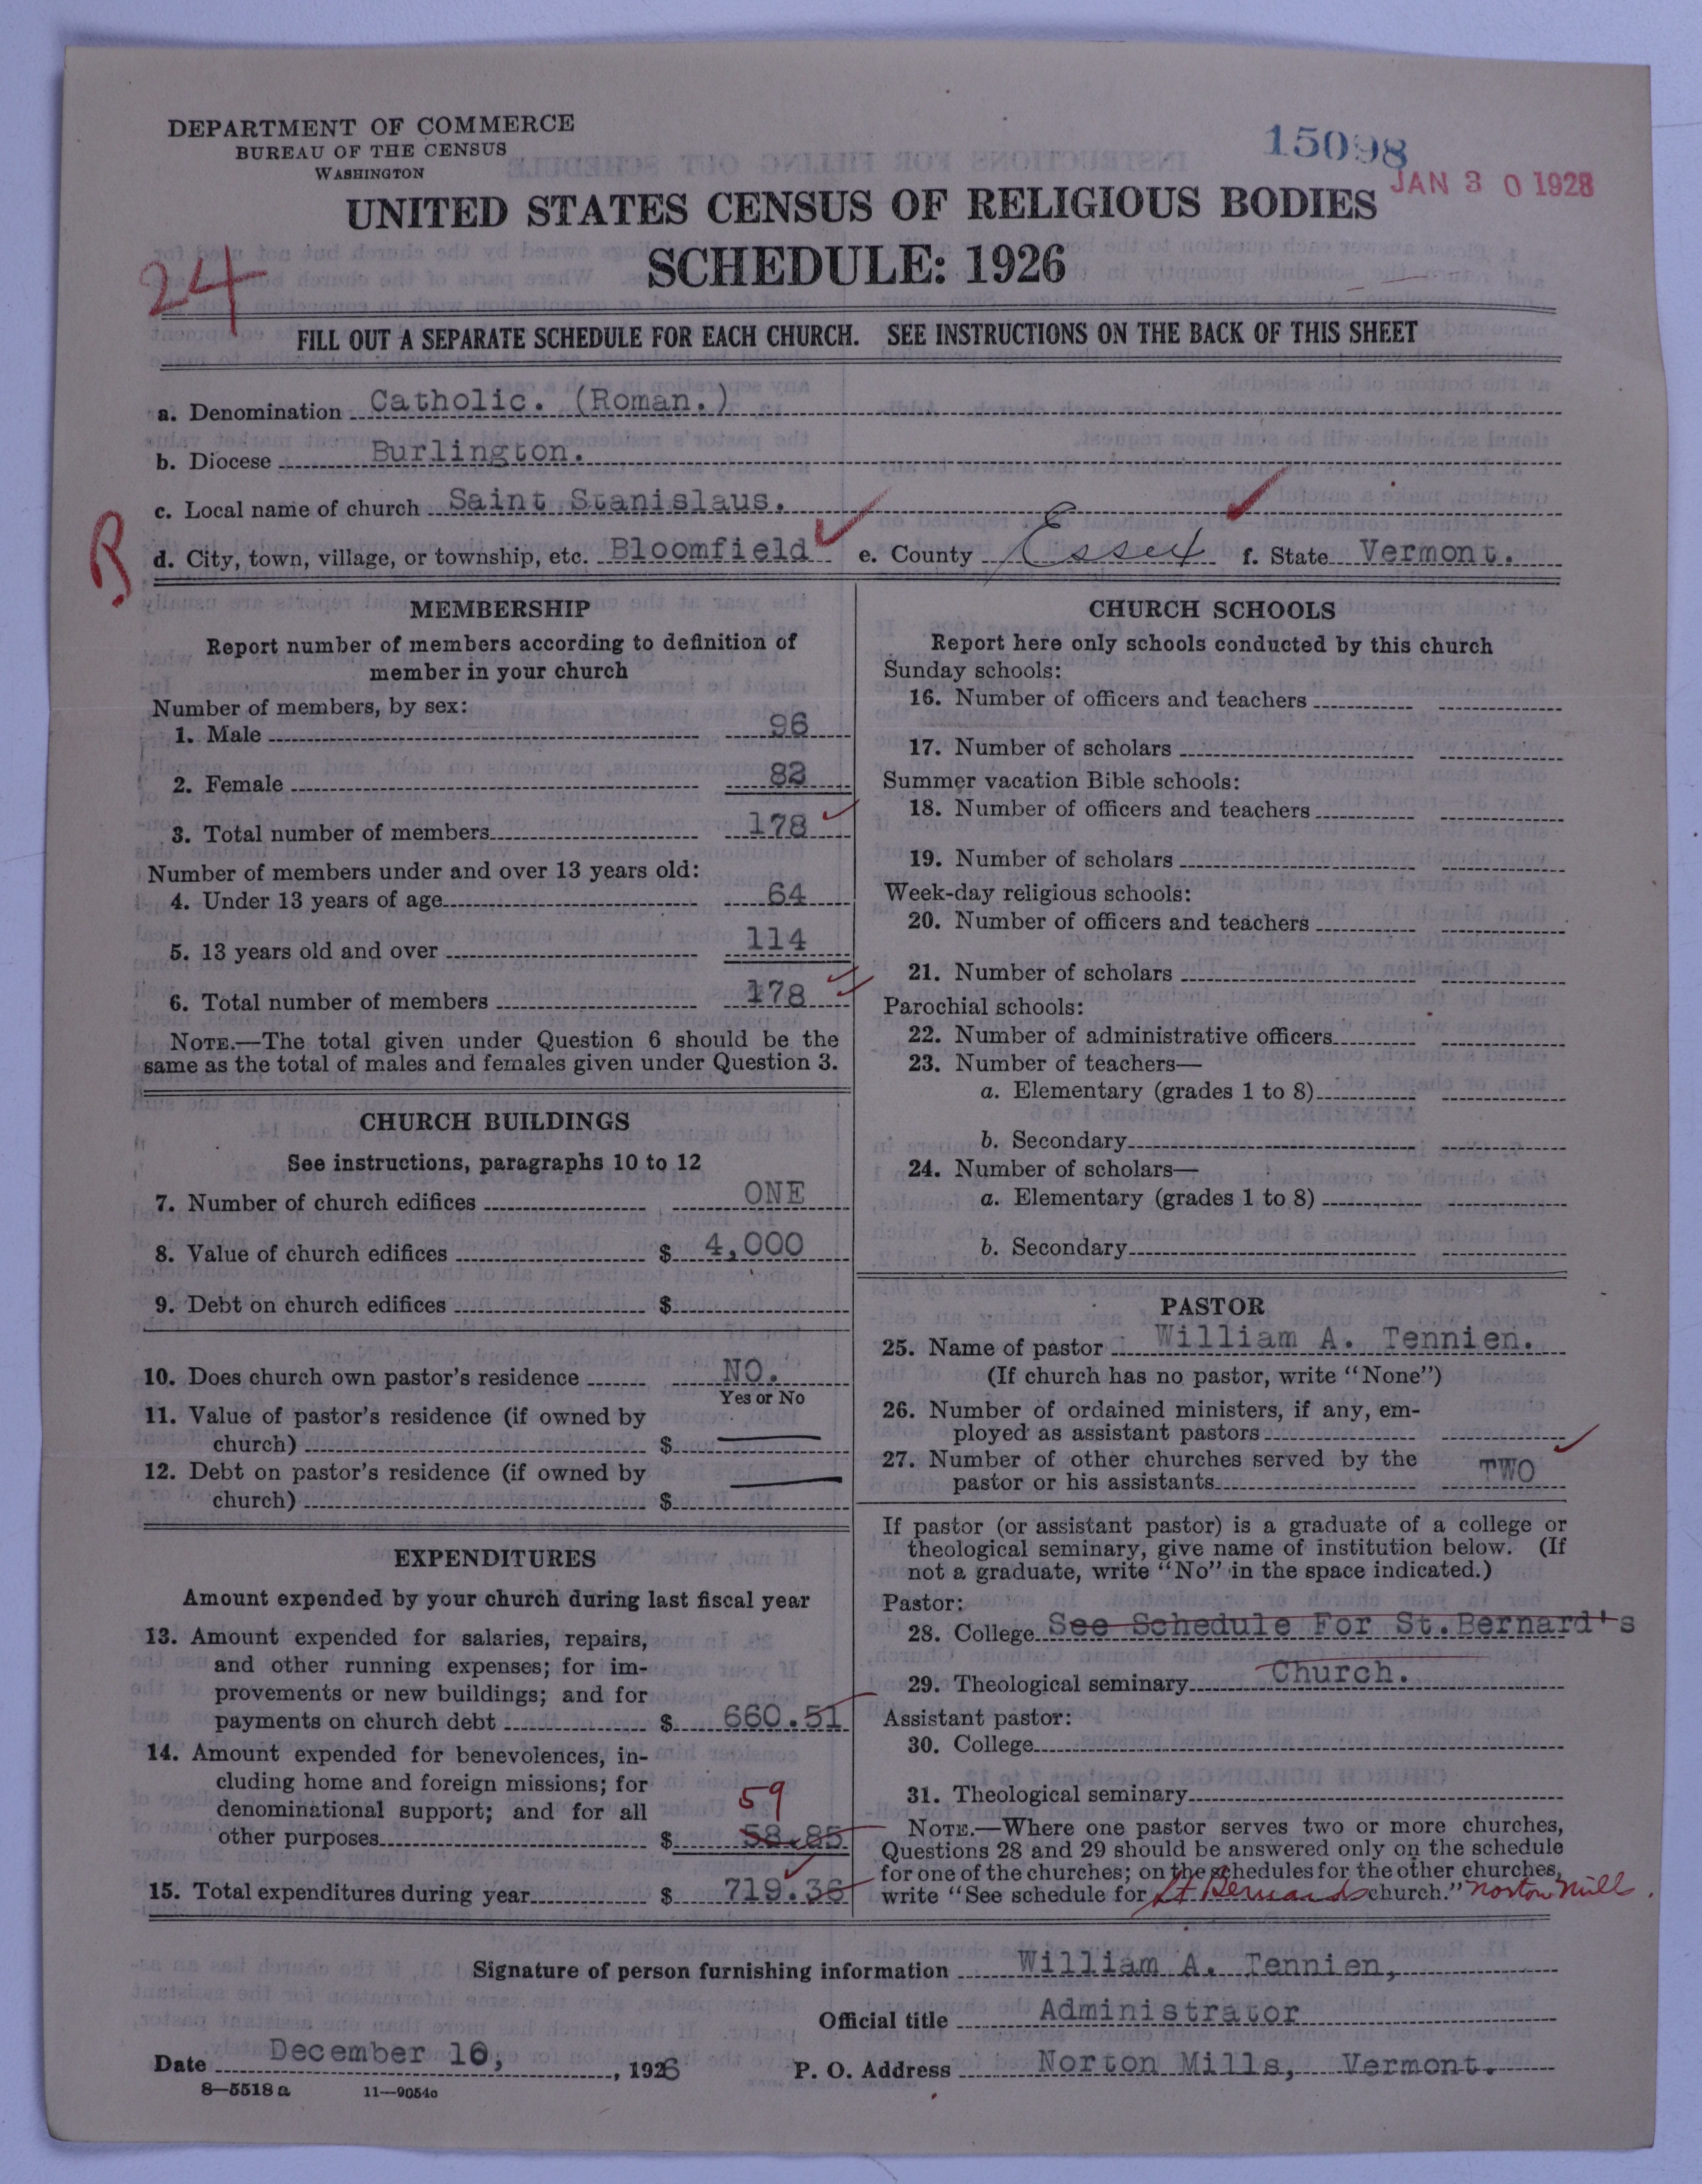 DEPARTMENT OF COMMERCE
BUREAU OF THE CENSUS
WASHINGTON
15098
JAN 30 1928
UNITED STATES CENSUS OF RELIGIOUS BODIES
SCHEDULE: 1926
24
FILL OUT A SEPARATE SCHEDULE FOR EACH CHURCH. SEE INSTRUCTIONS ON THE BACK OF THIS SHEET
a. Denomination Catholic. (Roman.)
b. Diocese Burlington.
c. Local name of church Saint Stanislaus.
d. City, town, village, or township, etc. Bloomfield e. County Essex f. State Vermont.
MEMBERSHIP
Report number of members according to definition of
member in your church
Number of members, by sex:
1. Male 96
2. Female 82
3. Total number of members 178
Number of members under and over 13 years old:
4. Under 13 years of age 64
5. 13 years old and over 114
6. Total number of members 178
NOTE.—The total given under Question 6 should be the
same as the total of males and females given under Question 3.
CHURCH BUILDINGS
See instructions, paragraphs 10 to 12
7. Number of church edifices ONE
8. Value of church edifices $ 4,000
9. Debt on church edifices $
10. Does church own pastor's residence NO.
Yes or No
11. Value of pastor's residence (if owned by
church) $
12. Debt on pastor's residence (if owned by
church) $
EXPENDITURES
Amount expended by your church during last fiscal year
13. Amount expended for salaries, repairs,
and other running expenses; for im-
provements or new buildings; and for
payments on church debt $ 660.51
14. Amount expended for benevolences, in-
cluding home and foreign missions; for
denominational support; and for all
59
other purposes $ 58.85
15. Total expenditures during year $ 719.36
CHURCH SCHOOLS
Report here only schools conducted by this church
Sunday schools:
16. Number of officers and teachers
17. Number of scholars
Summer vacation Bible schools:
18. Number of officers and teachers
19. Number of scholars
Week-day religious schools:
20. Number of officers and teachers
21. Number of scholars
Parochial schools:
22. Number of administrative officers
23. Number of teachers—
a. Elementary (grades 1 to 8)
b. Secondary
24. Number of scholars—
a. Elementary (grades 1 to 8)
b. Secondary
PASTOR
25. Name of pastor William A. Tennien.
(If church has no pastor, write "None")
26. Number of ordained ministers, if any, em-
ployed as assistant pastors
27. Number of other churches served by the
pastor or his assistants TWO
If pastor (or assistant pastor) is a graduate of a college or
theological seminary, give name of institution below. (If
not a graduate, write "No" in the space indicated.)
Pastor:
28. College See Schedule For St.Bernard's
29. Theological seminary Church.
Assistant pastor:
30. College
31. Theological seminary
NOTE.—Where one pastor serves two or more churches,
Questions 28 and 29 should be answered only on the schedule
for one of the churches; on the schedules for the other churches,
write "See schedule for St Bernards church." Norton Mill.
Signature of person furnishing information William A. Tennien,
Official title Administrator
Date December 16, 1926 P. O. Address Norton Mills, Vermont.
8—5518 a 11—9054c